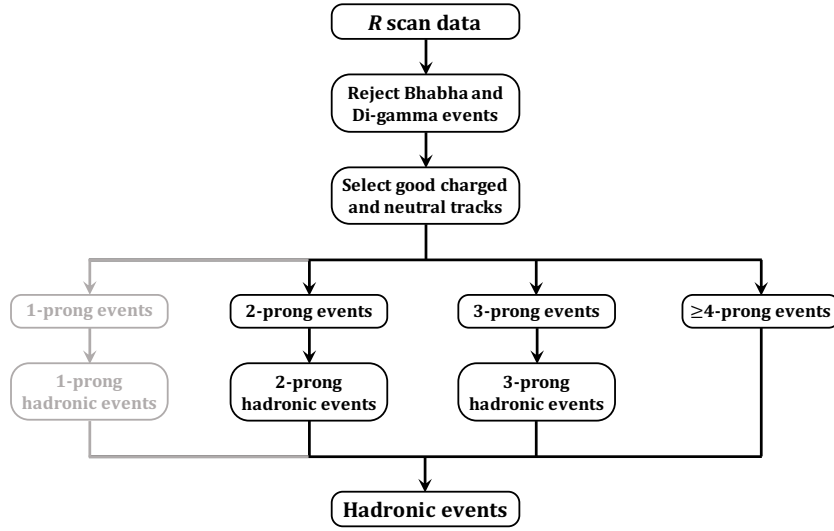 R scan data
Reject Bhabha and
Di-gamma events
Select good charged
and neutral tracks
1-prong events
2-prong events
3-prong events
≥4-prong events
1-prong
hadronic events
2-prong
hadronic events
3-prong
hadronic events
Hadronic events